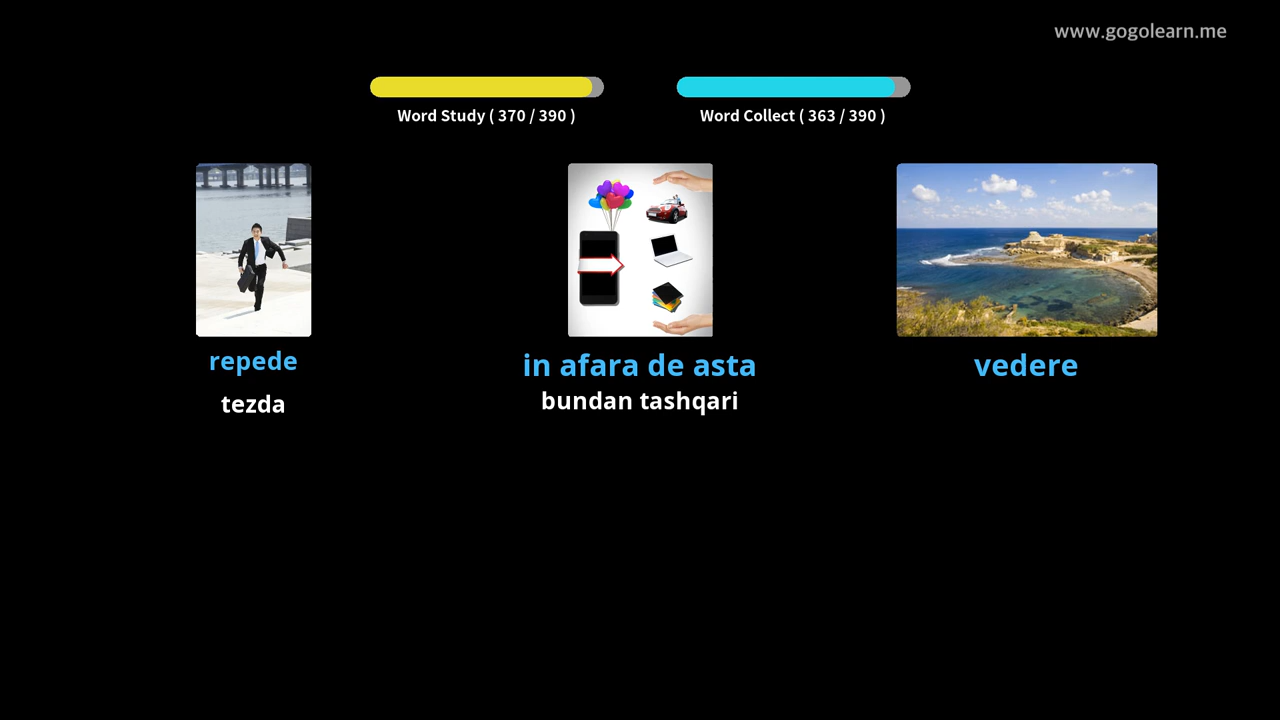 www.gogolearn.me
Word Study ( 370 / 390 )
Word Collect ( 363 / 390 )
repede
in afara de asta
vedere
tezda
bundan tashqari